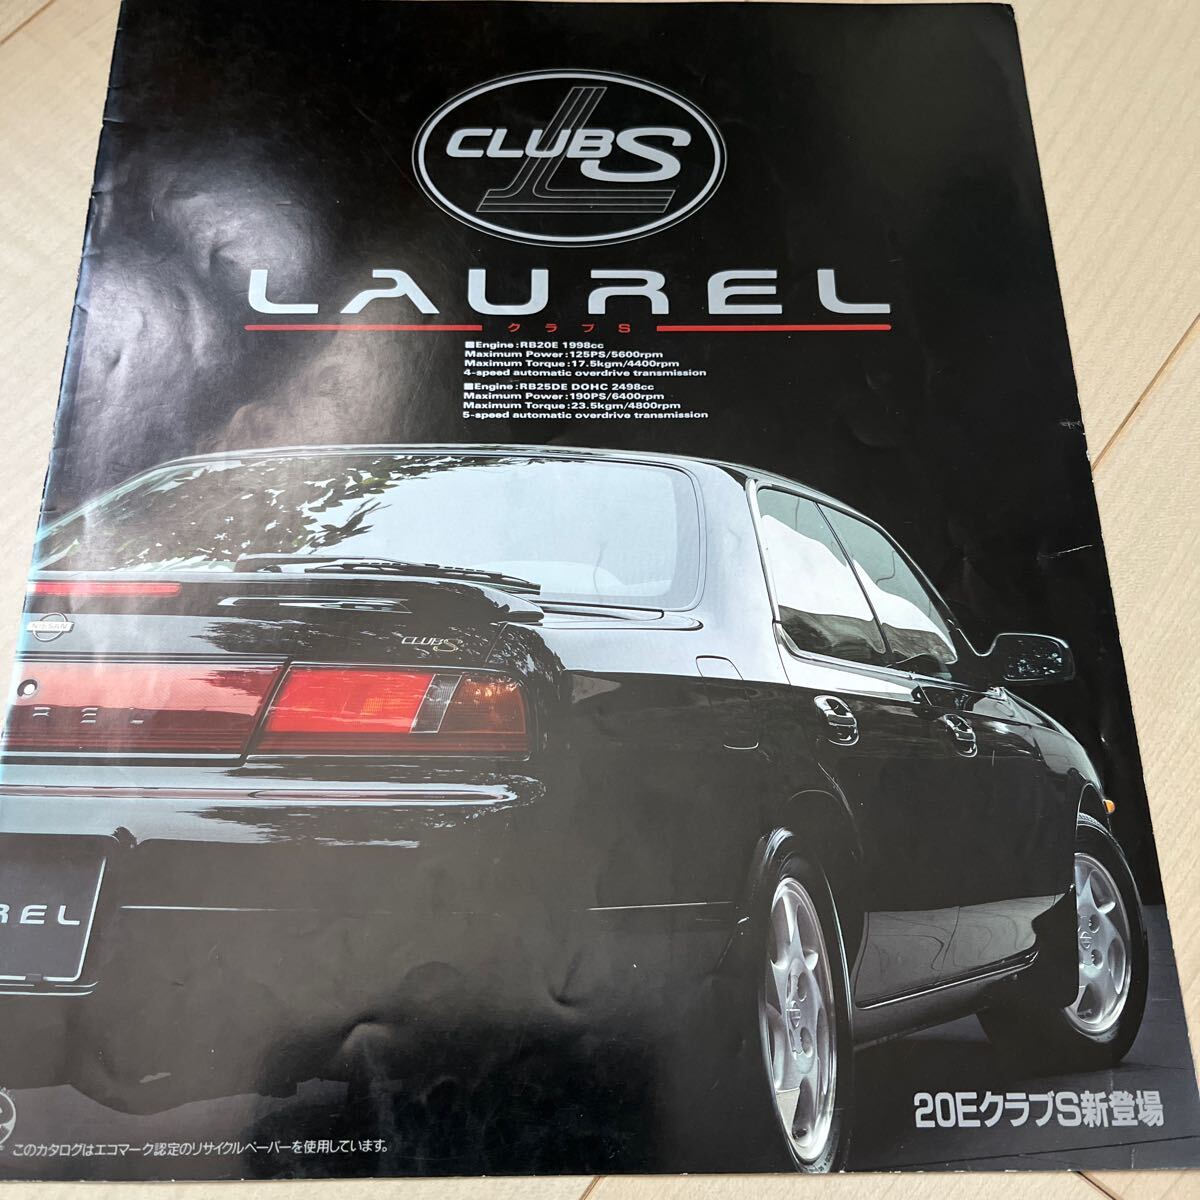 CLUB S
LAUREL
クラブS
■Engine:RB20E 1998cc
Maximum Power:125PS/5600rpm
Maximum Torque:17.5kgm/4400rpm
4-speed automatic overdrive transmission
■Engine:RB25DE DOHC 2498cc
Maximum Power:190PS/6400rpm
Maximum Torque:23.5kgm/4800rpm
5-speed automatic overdrive transmission
NISSAN
CLUB S
REL
REL
20EクラブS新登場
このカタログはエコマーク認定のリサイクルペーパーを使用しています。